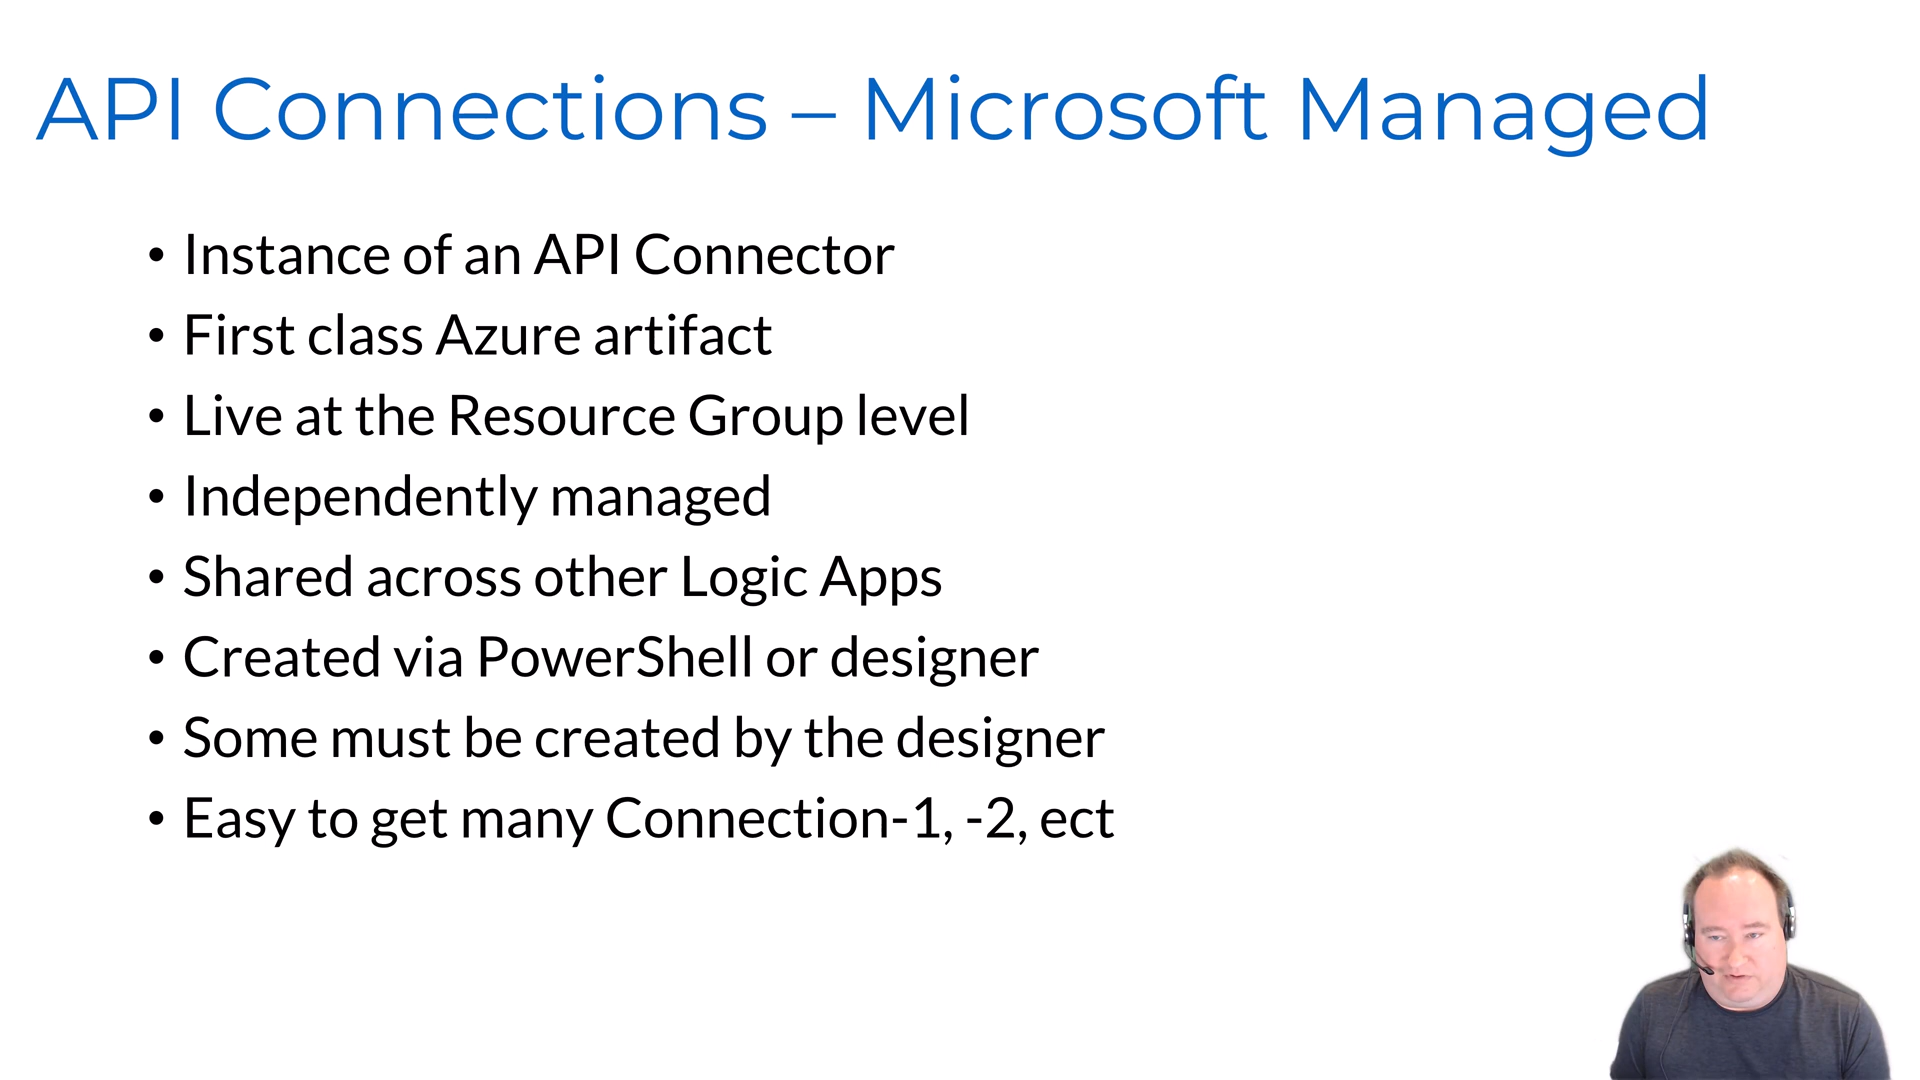 API Connections – Microsoft Managed
• Instance of an API Connector
• First class Azure artifact
• Live at the Resource Group level
• Independently managed
• Shared across other Logic Apps
• Created via PowerShell or designer
• Some must be created by the designer
• Easy to get many Connection-1, -2, ect